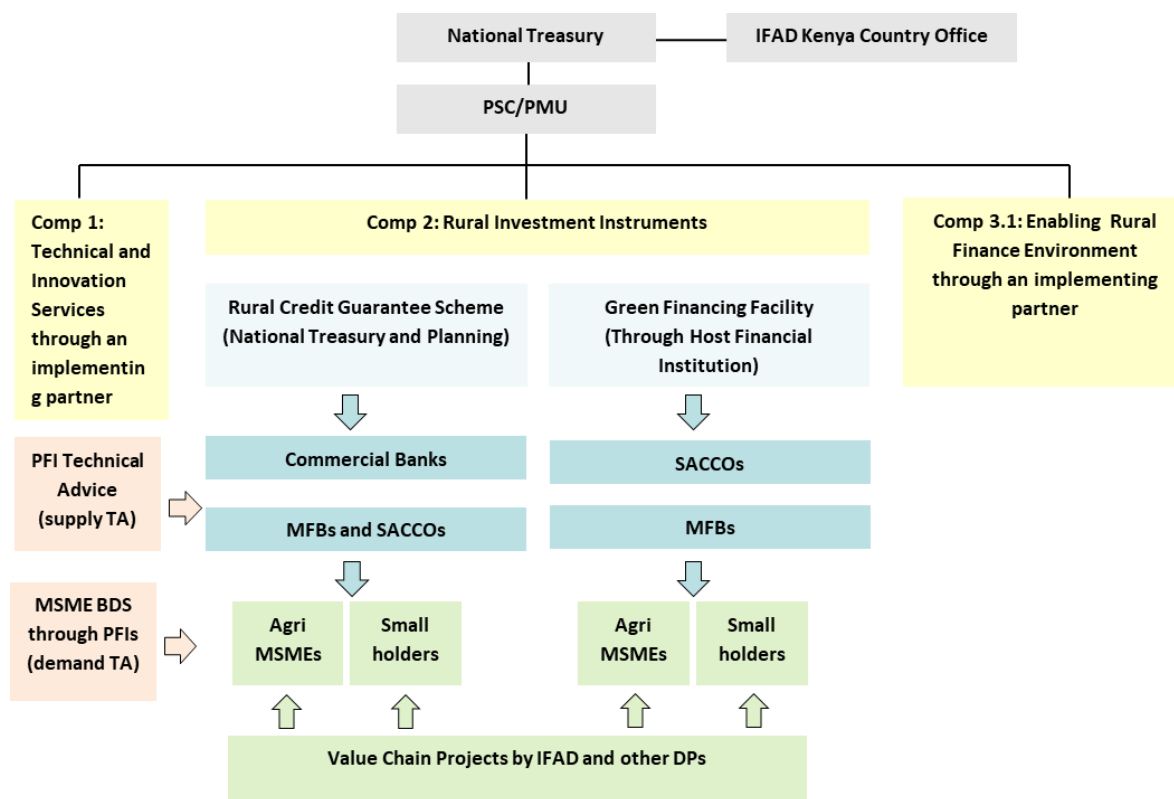 National Treasury
IFAD Kenya Country Office
PSC/PMU
Comp 1:
Technical and
Innovation
Services
through an
implementin
g partner
Comp 2: Rural Investment Instruments
Comp 3.1: Enabling Rural
Finance Environment
through an implementing
partner
Rural Credit Guarantee Scheme
(National Treasury and Planning)
Green Financing Facility
(Through Host Financial
Institution)
PFI Technical
Advice
(supply TA)
Commercial Banks
SACCOs
MFBs and SACCOs
MFBs
MSME BDS
through PFIs
(demand TA)
Agri
MSMEs
Small
holders
Agri
MSMEs
Small
holders
Value Chain Projects by IFAD and other DPs